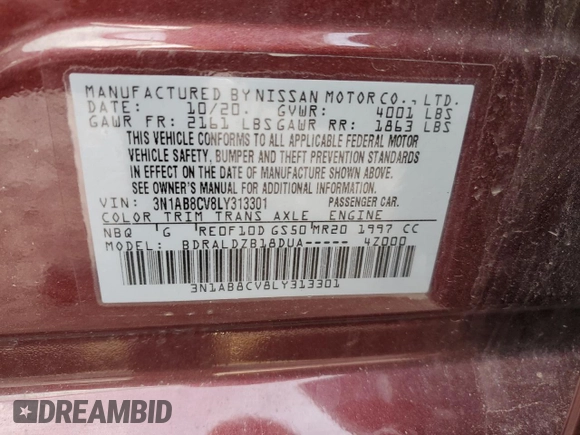 MANUFACTURED BY NISSAN MOTOR CO., LTD.
DATE: 10/20. GVWR: 4001 LBS
GAWR FR: 2161 LBS GAWR RR: 1863 LBS
THIS VEHICLE CONFORMS TO ALL APPLICABLE FEDERAL MOTOR
VEHICLE SAFETY, BUMPER AND THEFT PREVENTION STANDARDS
IN EFFECT ON THE DATE OF MANUFACTURE SHOWN ABOVE.
SEE OWNER'S MANUAL FOR ADDITIONAL INFORMATION.
VIN: 3N1AB8CV8LY313301 PASSENGER CAR.
COLOR TRIM TRANS AXLE ENGINE
NBQ G RE0F10D GS50 MR20 1997 CC
MODEL: BDRALDZB18DUA----- 4Z000
3N1AB8CV8LY313301
DREAMBID